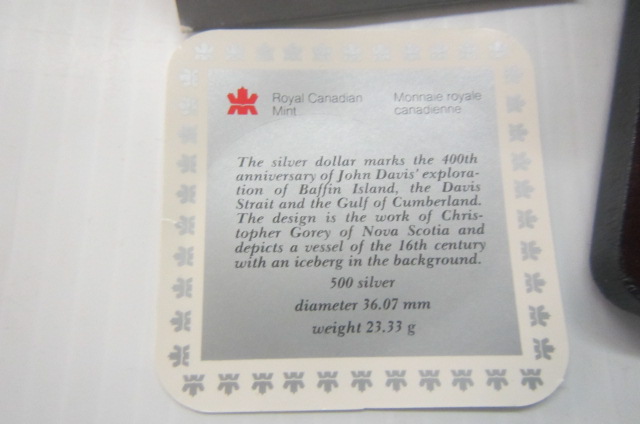 Royal Canadian
Mint
Monnaie royale
canadienne
The silver dollar marks the 400th
anniversary of John Davis' explora-
tion of Baffin Island, the Davis
Strait and the Gulf of Cumberland.
The design is the work of Chris-
topher Gorey of Nova Scotia and
depicts a vessel of the 16th century
with an iceberg in the background.
500 silver
diameter 36.07 mm
weight 23.33 g